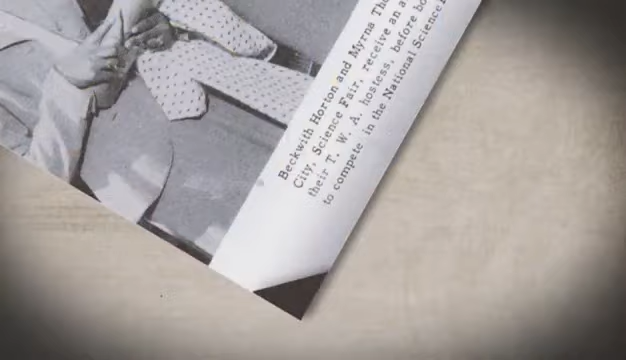 Beckwith Horton and Myrna
City, Science Fair, receive an
their T. W. A. hostess, before
to compete in the National Science